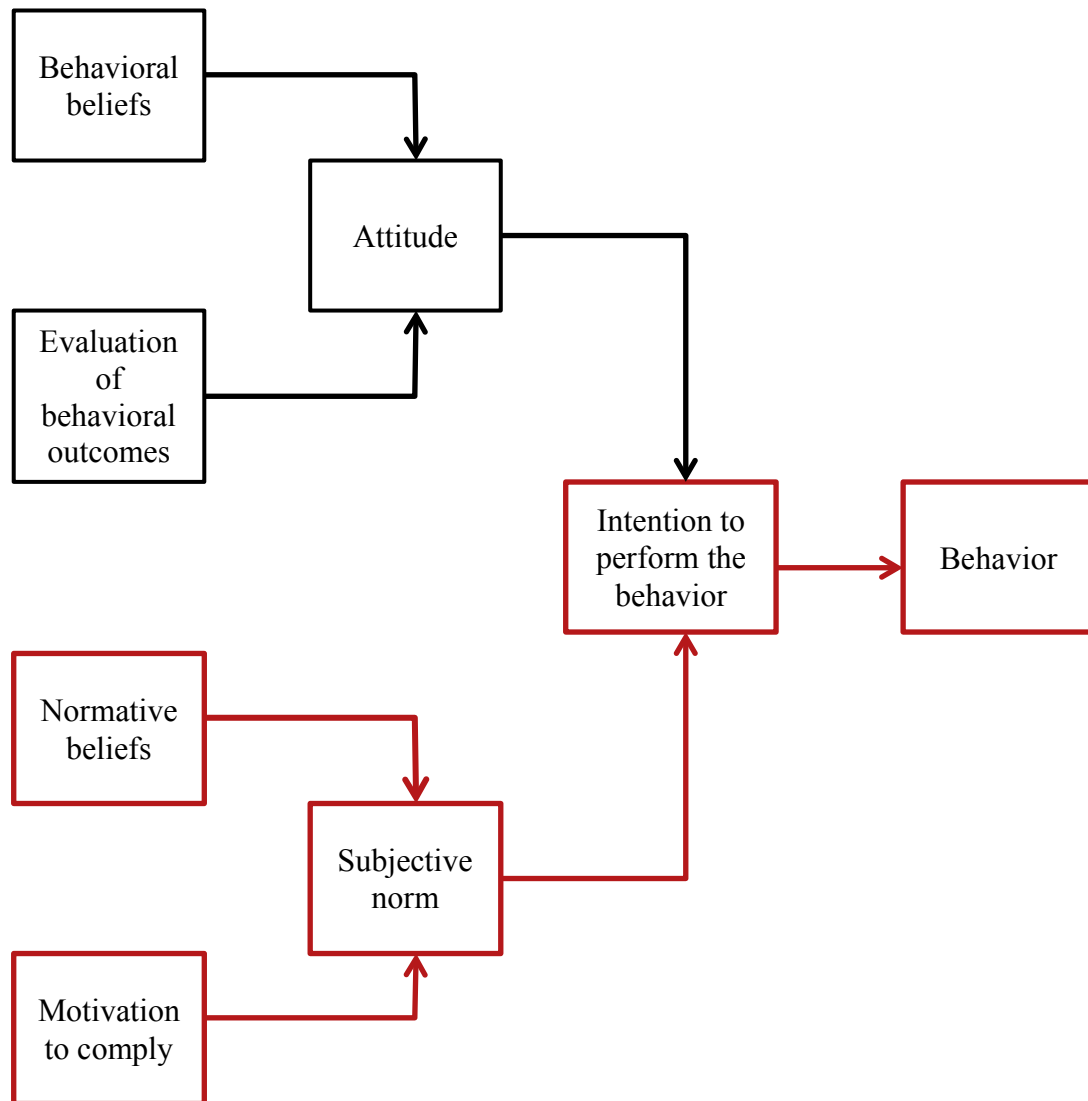 Behavioral
beliefs
Attitude
Evaluation
of
behavioral
outcomes
Intention to
perform the
behavior
Behavior
Normative
beliefs
Subjective
norm
Motivation
to comply